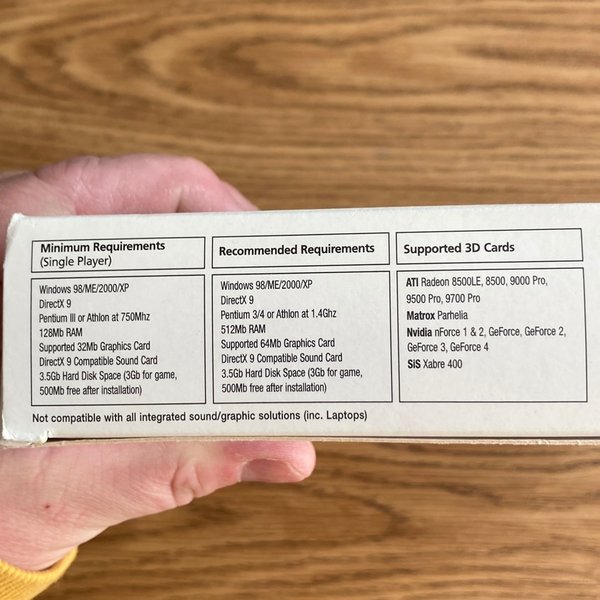 Minimum Requirements
(Single Player)
Windows 98/ME/2000/XP
DirectX 9
Pentium III or Athlon at 750Mhz
128Mb RAM
Supported 32Mb Graphics Card
DirectX 9 Compatible Sound Card
3.5Gb Hard Disk Space (3Gb for game,
500Mb free after installation)
Recommended Requirements
Windows 98/ME/2000/XP
DirectX 9
Pentium 3/4 or Athlon at 1.4Ghz
512Mb RAM
Supported 64Mb Graphics Card
DirectX 9 Compatible Sound Card
3.5Gb Hard Disk Space (3Gb for game,
500Mb free after installation)
Supported 3D Cards
ATI Radeon 8500LE, 8500, 9000 Pro,
9500 Pro, 9700 Pro
Matrox Parhelia
Nvidia nForce 1 & 2, GeForce, GeForce 2,
GeForce 3, GeForce 4
SiS Xabre 400
Not compatible with all integrated sound/graphic solutions (inc. Laptops)